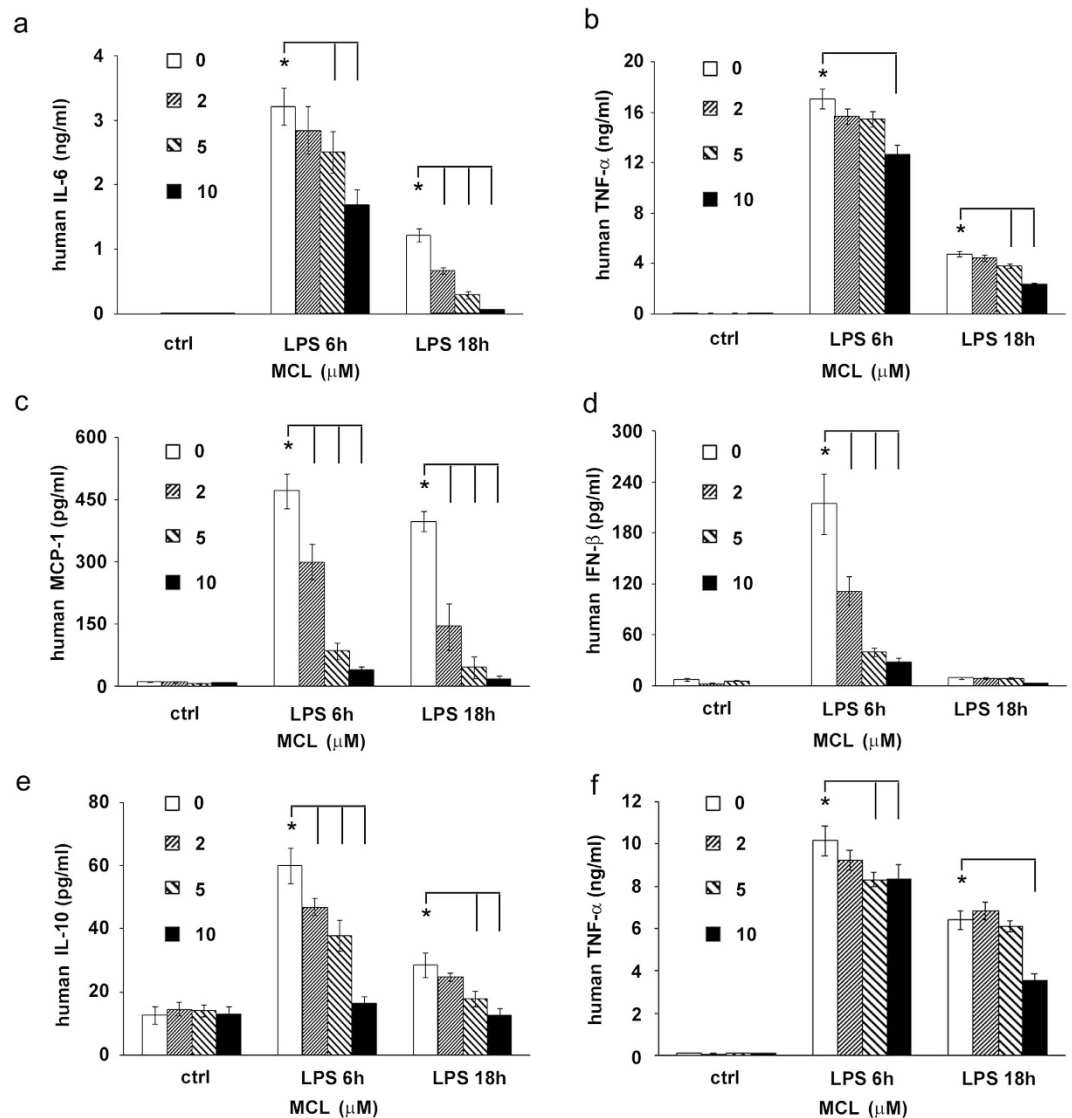 a
human IL-6 (ng/ml)
4
3
2
1
0
0
2
5
10
*
*
ctrl
LPS 6h
LPS 18h
MCL (μM)
b
human TNF-α (ng/ml)
20
16
12
8
4
0
0
2
5
10
*
*
ctrl
LPS 6h
LPS 18h
MCL (μM)
c
human MCP-1 (pg/ml)
600
450
300
150
0
0
2
5
10
*
*
ctrl
LPS 6h
LPS 18h
MCL (μM)
d
human IFN-β (pg/ml)
300
240
180
120
60
0
0
2
5
10
*
ctrl
LPS 6h
LPS 18h
MCL (μM)
e
human IL-10 (pg/ml)
80
60
40
20
0
0
2
5
10
*
*
ctrl
LPS 6h
LPS 18h
MCL (μM)
f
human TNF-α (ng/ml)
12
10
8
6
4
2
0
0
2
5
10
*
*
ctrl
LPS 6h
LPS 18h
MCL (μM)